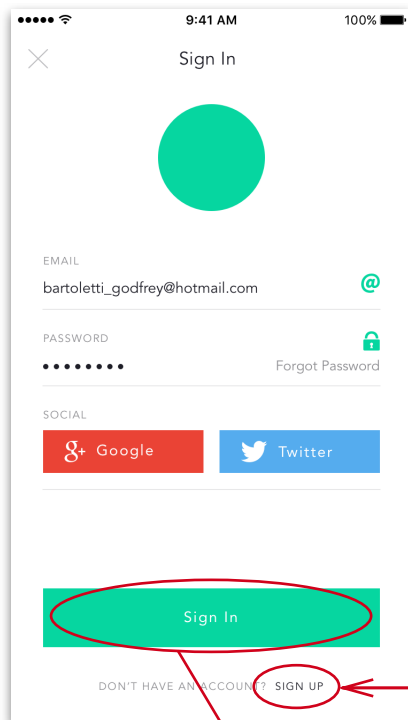 9:41 AM 100%
Sign In
EMAIL
bartoletti_godfrey@hotmail.com @
PASSWORD
Forgot Password
SOCIAL
g+ Google Twitter
Sign In
DON'T HAVE AN ACCOUNT? SIGN UP